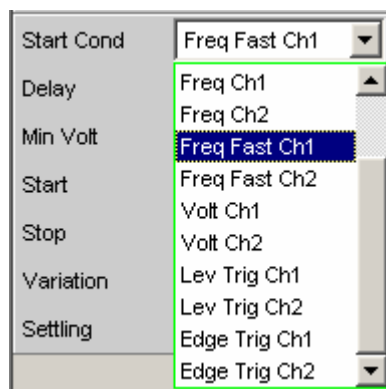 Start Cond
Freq Fast Ch1
Delay
Min Volt
Start
Stop
Variation
Settling
Freq Ch1
Freq Ch2
Freq Fast Ch1
Freq Fast Ch2
Volt Ch1
Volt Ch2
Lev Trig Ch1
Lev Trig Ch2
Edge Trig Ch1
Edge Trig Ch2